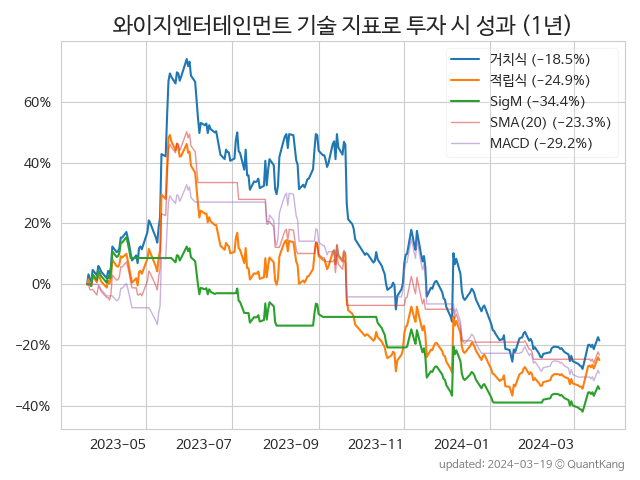 와이지엔터테인먼트 기술 지표로 투자 시 성과 (1년)
거치식 (−18.5%)
적립식 (−24.9%)
SigM (−34.4%)
SMA(20) (−23.3%)
MACD (−29.2%)
60%
40%
20%
0%
−20%
−40%
2023-05
2023-07
2023-09
2023-11
2024-01
2024-03
updated: 2024-03-19 © QuantKang